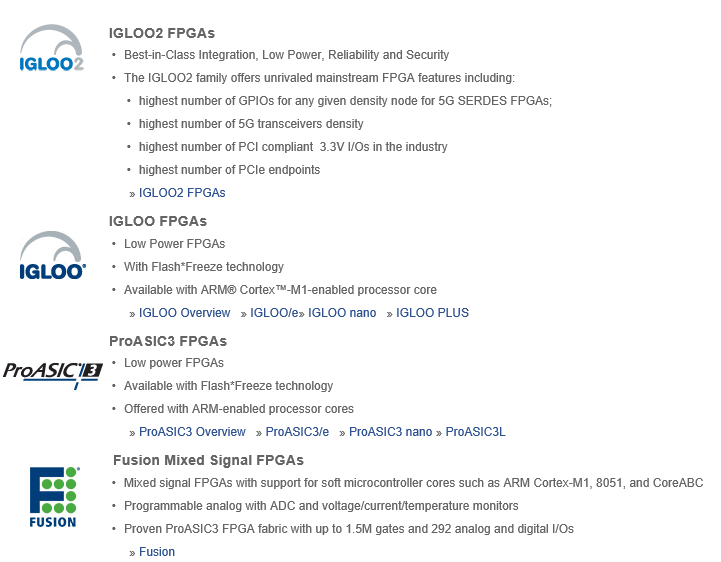 IGLOO2 FPGAs
IGLOO2
• Best-in-Class Integration, Low Power, Reliability and Security
• The IGLOO2 family offers unrivaled mainstream FPGA features including:
• highest number of GPIOs for any given density node for 5G SERDES FPGAs;
• highest number of 5G transceivers density
• highest number of PCI compliant 3.3V I/Os in the industry
• highest number of PCIe endpoints
» IGLOO2 FPGAs
IGLOO FPGAs
IGLOO®
• Low Power FPGAs
• With Flash*Freeze technology
• Available with ARM® Cortex™-M1-enabled processor core
» IGLOO Overview » IGLOO/e» IGLOO nano » IGLOO PLUS
ProASIC3 FPGAs
ProASIC®3
• Low power FPGAs
• Available with Flash*Freeze technology
• Offered with ARM-enabled processor cores
» ProASIC3 Overview » ProASIC3/e » ProASIC3 nano » ProASIC3L
Fusion Mixed Signal FPGAs
F
FUSION
• Mixed signal FPGAs with support for soft microcontroller cores such as ARM Cortex-M1, 8051, and CoreABC
• Programmable analog with ADC and voltage/current/temperature monitors
• Proven ProASIC3 FPGA fabric with up to 1.5M gates and 292 analog and digital I/Os
» Fusion